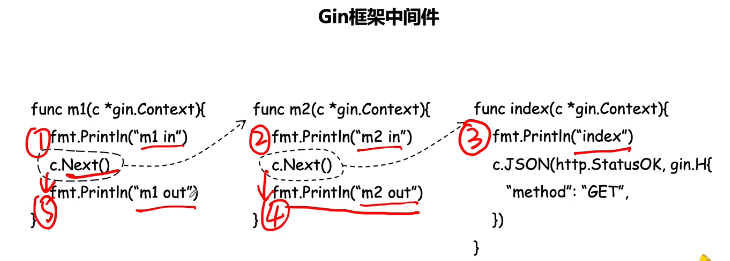 Gin框架中间件
func m1(c *gin.Context){
① fmt.Println("m1 in")
c.Next()
⑤ fmt.Println("m1 out")
}
func m2(c *gin.Context){
② fmt.Println("m2 in")
c.Next()
fmt.Println("m2 out")
} ④
func index(c *gin.Context){
③ fmt.Println("index")
c.JSON(http.StatusOK, gin.H{
"method": "GET",
})
}